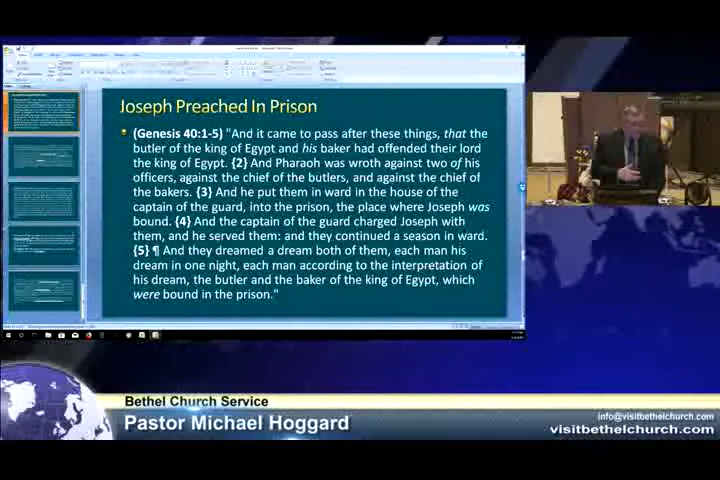 Joseph Preached In Prison
(Genesis 40:1-5) "And it came to pass after these things, that the
butler of the king of Egypt and his baker had offended their lord
the king of Egypt. {2} And Pharaoh was wroth against two of his
officers, against the chief of the butlers, and against the chief of
the bakers. {3} And he put them in ward in the house of the
captain of the guard, into the prison, the place where Joseph was
bound. {4} And the captain of the guard charged Joseph with
them, and he served them: and they continued a season in ward.
{5} ¶ And they dreamed a dream both of them, each man his
dream in one night, each man according to the interpretation of
his dream, the butler and the baker of the king of Egypt, which
were bound in the prison."
Bethel Church Service
Pastor Michael Hoggard
info@visitbethelchurch.com
visitbethelchurch.com